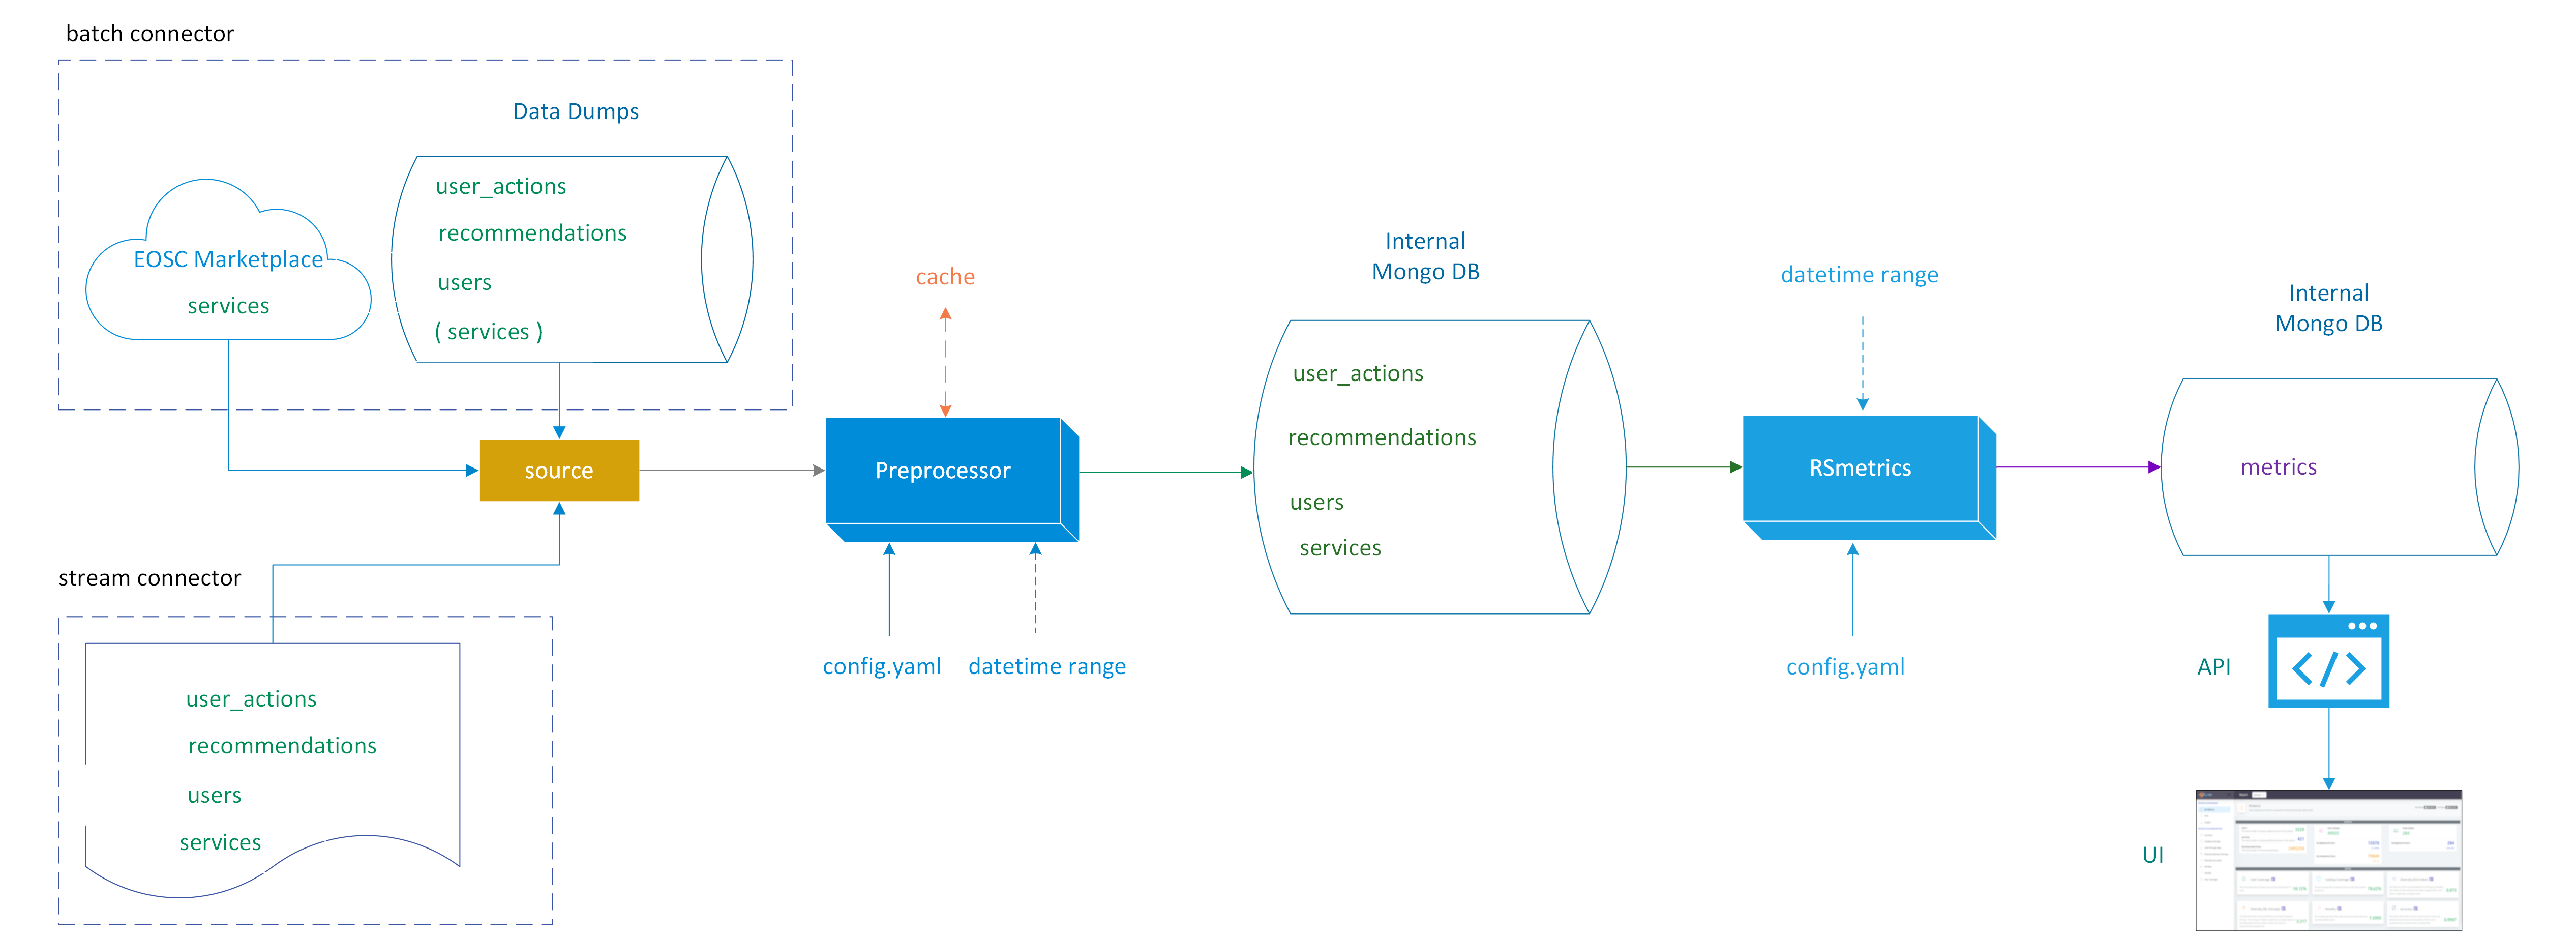 batch connector
Data Dumps
user_actions
recommendations
users
( services )
EOSC Marketplace
services
source
stream connector
user_actions
recommendations
users
services
cache
Preprocessor
config.yaml
datetime range
Internal
Mongo DB
user_actions
recommendations
users
services
datetime range
RSmetrics
config.yaml
Internal
Mongo DB
metrics
API
</>
UI